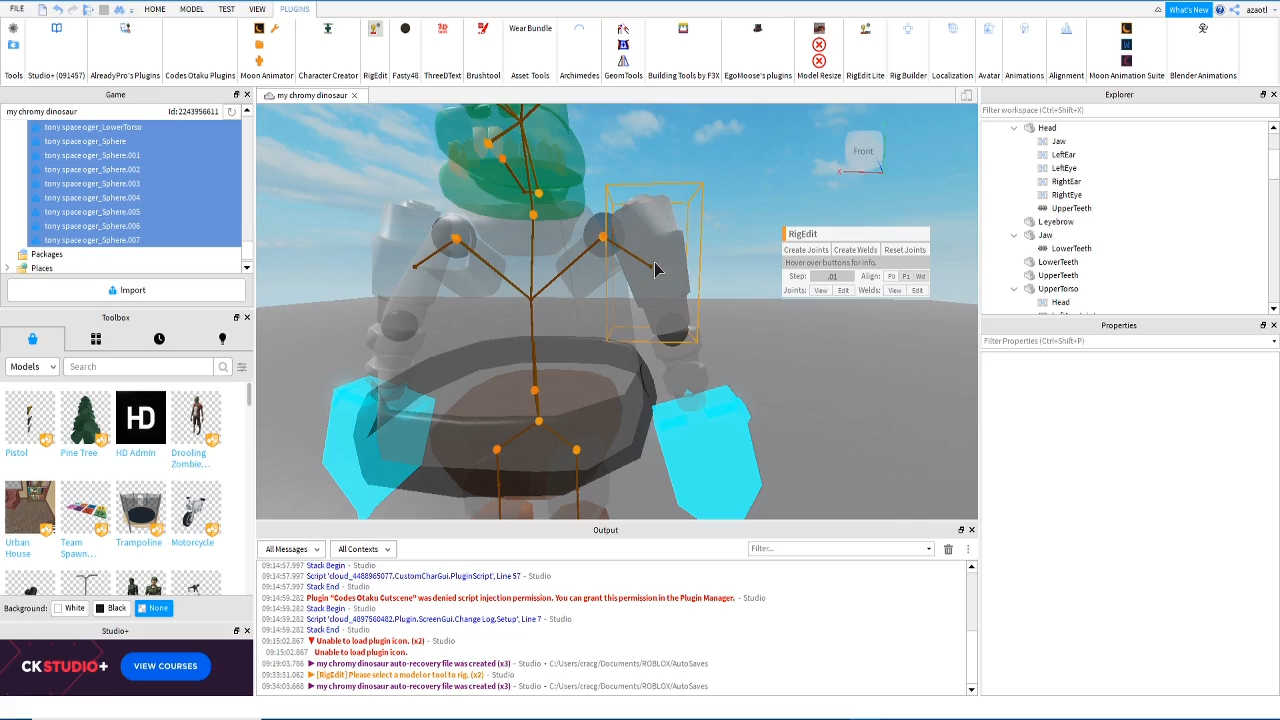 FILE HOME MODEL TEST VIEW PLUGINS What's New azaotl
Wear Bundle
Tools Studio+ (091457) AlreadyPro's Plugins Codes Otaku Plugins Moon Animator Character Creator RigEdit Fasty48 ThreeDText Brushtool Asset Tools Archimedes GeomTools Building Tools by F3X EgoMoose's plugins Model Resize RigEdit Lite Rig Builder Localization Avatar Animations Alignment Moon Animation Suite Blender Animations
Game
my chromy dinosaur Id:2243956611
tony space oger_LowerTorso
tony space oger_Sphere
tony space oger_Sphere.001
tony space oger_Sphere.002
tony space oger_Sphere.003
tony space oger_Sphere.004
tony space oger_Sphere.005
tony space oger_Sphere.006
tony space oger_Sphere.007
Packages
Places
Import
Toolbox
Models Search
HD
Pistol Pine Tree HD Admin Drooling Zombie...
Urban House Team Spawn... Trampoline Motorcycle
Background: White Black None
Studio+
CK STUDIO+ VIEW COURSES
my chromy dinosaur
Front
X
RigEdit
Create Joints Create Welds Reset Joints
Hover over buttons for info.
Step: .01 Align: Po P1 Wd
Joints: View Edit Welds: View Edit
Output
All Messages All Contexts Filter...
09:14:57.997 Stack Begin - Studio
09:14:57.997 Script 'cloud_4488965077.CustomCharGui.PluginScript', Line 57 - Studio
09:14:57.997 Stack End - Studio
09:14:59.282 Plugin "Codes Otaku Cutscene" was denied script injection permission. You can grant this permission in the Plugin Manager. - Studio
09:14:59.282 Stack Begin - Studio
09:14:59.282 Script 'cloud_4897560482.Plugin.ScreenGui.Change Log.Setup', Line 7 - Studio
09:14:59.282 Stack End - Studio
09:15:02.867 Unable to load plugin icon. (x2) - Studio
09:15:02.867 Unable to load plugin icon.
09:19:03.786 my chromy dinosaur auto-recovery file was created (x3) - Studio - C:/Users/cracg/Documents/ROBLOX/AutoSaves
09:33:31.062 [RigEdit] Please select a model or tool to rig. (x2) - Studio
09:34:03.668 my chromy dinosaur auto-recovery file was created (x3) - Studio - C:/Users/cracg/Documents/ROBLOX/AutoSaves
Explorer
Filter workspace (Ctrl+Shift+X)
Head
Jaw
LeftEar
LeftEye
RightEar
RightEye
UpperTeeth
L eyebrow
Jaw
LowerTeeth
LowerTeeth
UpperTeeth
UpperTorso
Head
Properties
Filter Properties (Ctrl+Shift+P)